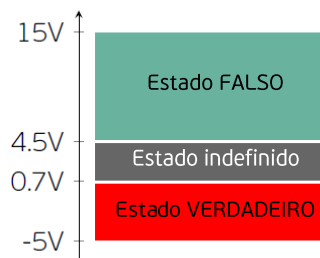 15V
Estado FALSO
4.5V
Estado indefinido
0.7V
Estado VERDADEIRO
-5V